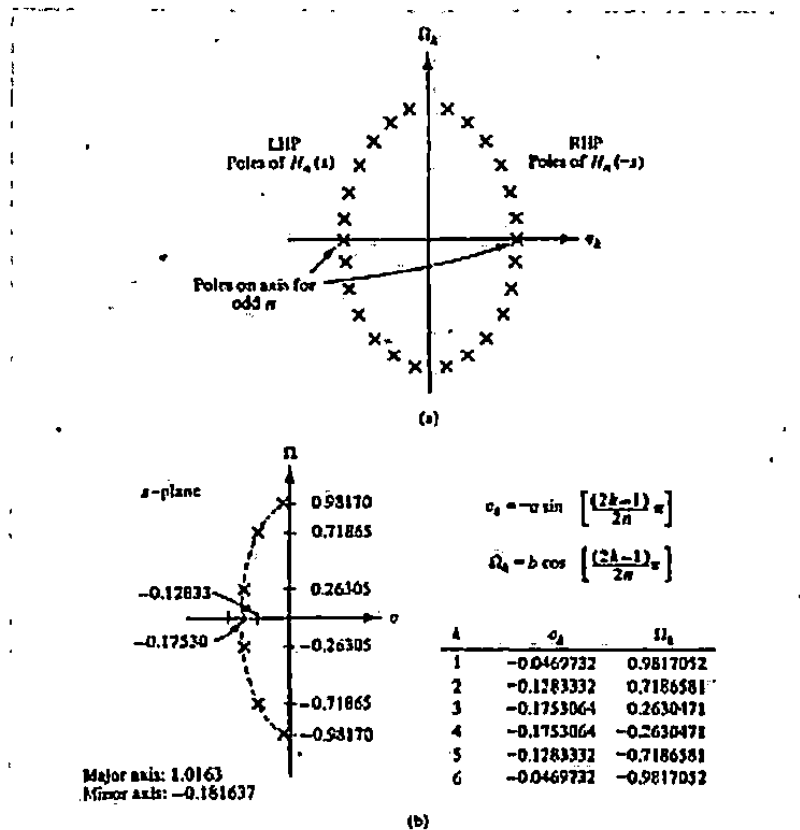 Ω_k
LHP
Poles of H_n(s)
RHP
Poles of H_n(-s)
σ_k
Poles on axis for
odd n
(a)
Ω
s-plane
0.98170
0.71865
0.26305
-0.12833
σ
-0.17530
-0.26305
-0.71865
-0.98170
Major axis: 1.0163
Minor axis: -0.181637
σ_k = -a sin [(2k-1)/2n π]
Ω_k = b cos [(2k-1)/2n π]
k σ_k Ω_k
1 -0.0469732 0.9817052
2 -0.1283332 0.7186581
3 -0.1753064 0.2630471
4 -0.1753064 -0.2630471
5 -0.1283332 -0.7186581
6 -0.0469732 -0.9817052
(b)